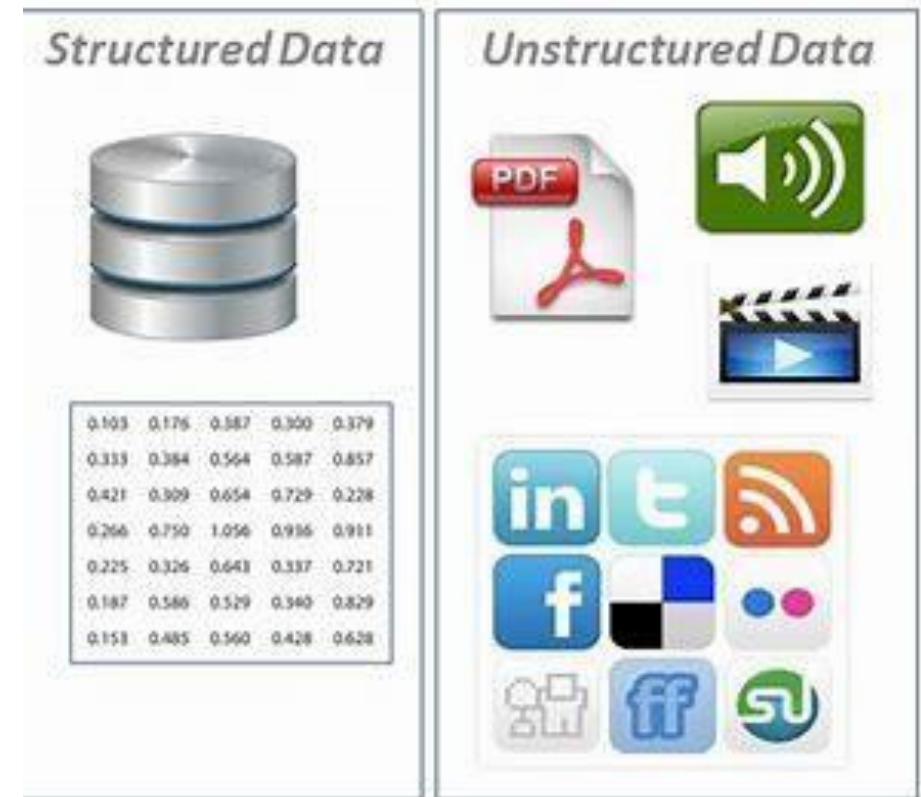 Structured Data
0.103 0.176 0.387 0.300 0.379
0.333 0.384 0.564 0.587 0.857
0.421 0.309 0.654 0.729 0.228
0.266 0.750 1.056 0.936 0.911
0.225 0.326 0.643 0.337 0.721
0.187 0.586 0.529 0.340 0.829
0.153 0.485 0.560 0.428 0.628
Unstructured Data
PDF
in t
f
ff su